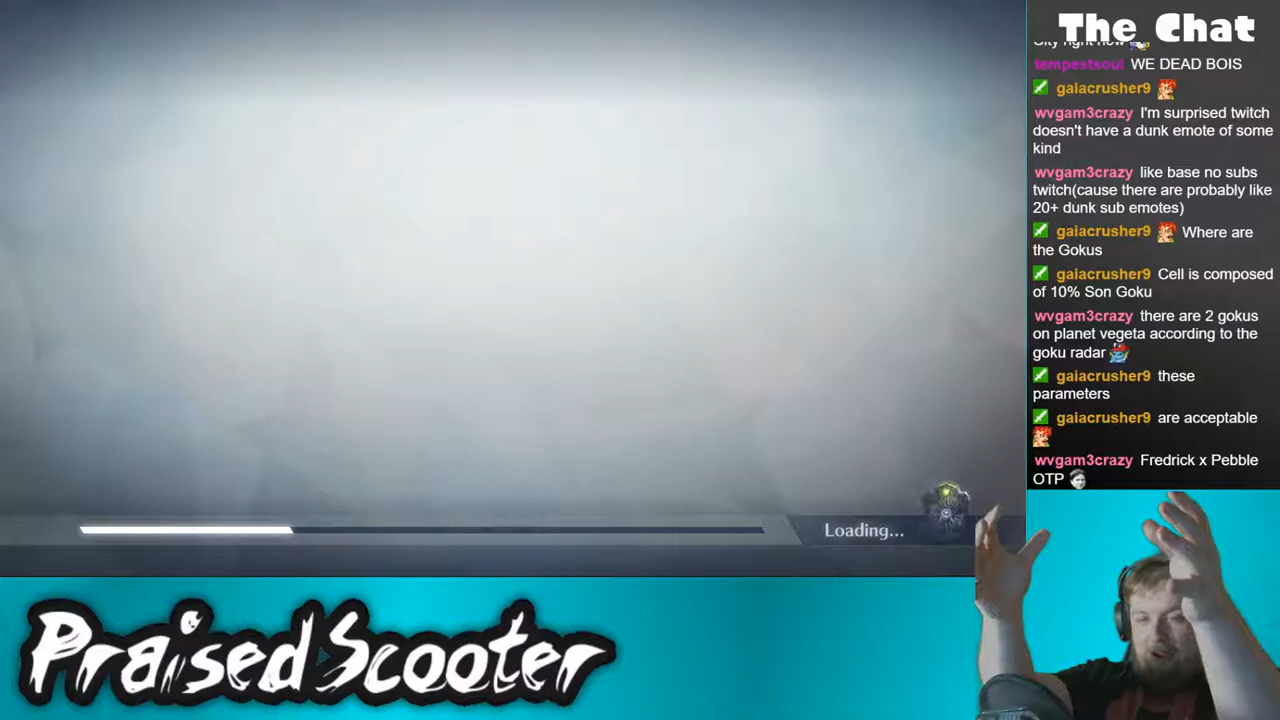 The Chat
City right now
tempestsoul WE DEAD BOIS
gaiacrusher9
wvgam3crazy I'm surprised twitch
doesn't have a dunk emote of some
kind
wvgam3crazy like base no subs
twitch(cause there are probably like
20+ dunk sub emotes)
gaiacrusher9 Where are
the Gokus
gaiacrusher9 Cell is composed
of 10% Son Goku
wvgam3crazy there are 2 gokus
on planet vegeta according to the
goku radar
gaiacrusher9 these
parameters
gaiacrusher9 are acceptable
wvgam3crazy Fredrick x Pebble
OTP
Loading...
PraisedScooter